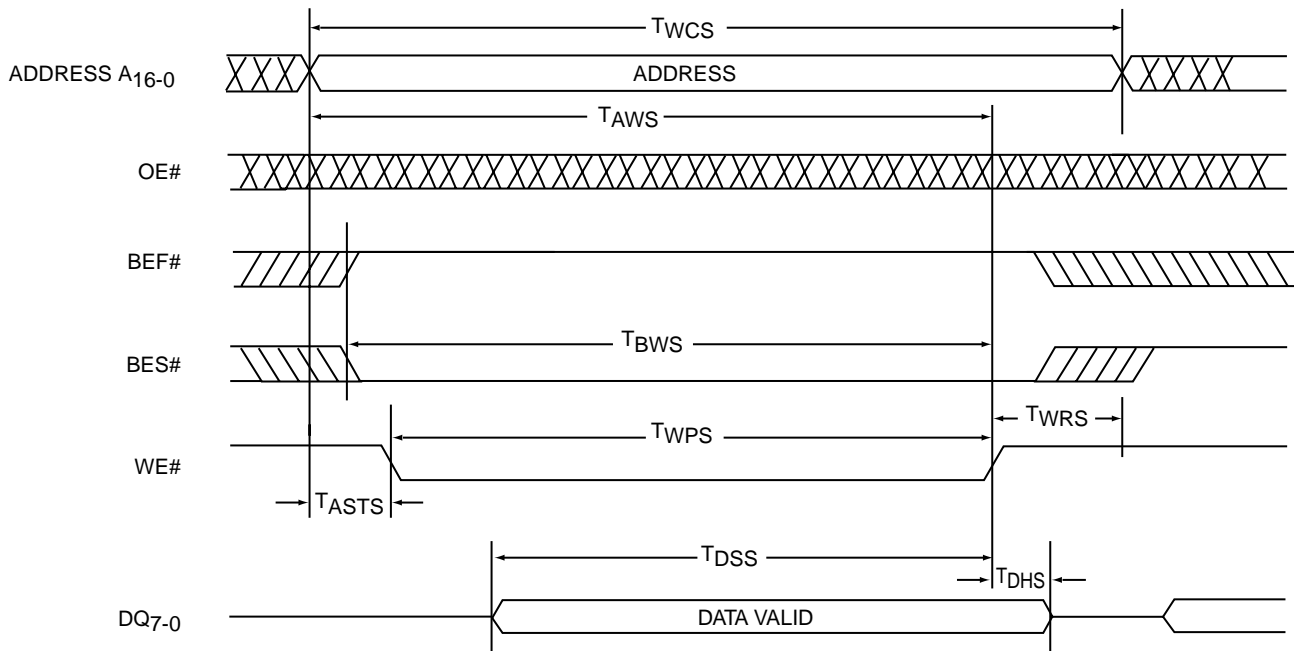 TWCS
ADDRESS A16-0
ADDRESS
TAWS
OE#
BEF#
TBWS
BES#
TWRS
TWPS
WE#
TASTS
TDSS
TDHS
DQ7-0
DATA VALID